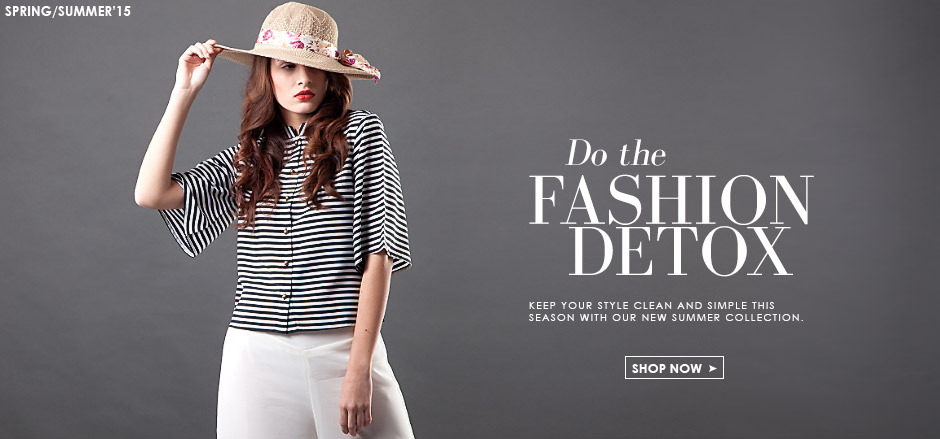 SPRING/SUMMER'15
Do the
FASHION
DETOX
KEEP YOUR STYLE CLEAN AND SIMPLE THIS
SEASON WITH OUR NEW SUMMER COLLECTION.
SHOP NOW ➤